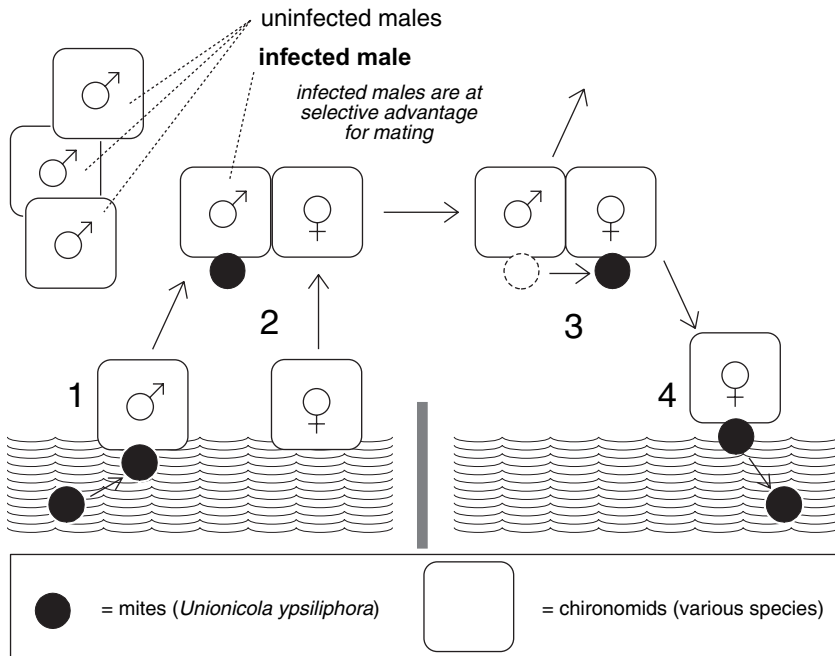 uninfected males
infected male
infected males are at
selective advantage
for mating
2
3
1
4
= mites (Unionicola ypsiliphora)
= chironomids (various species)